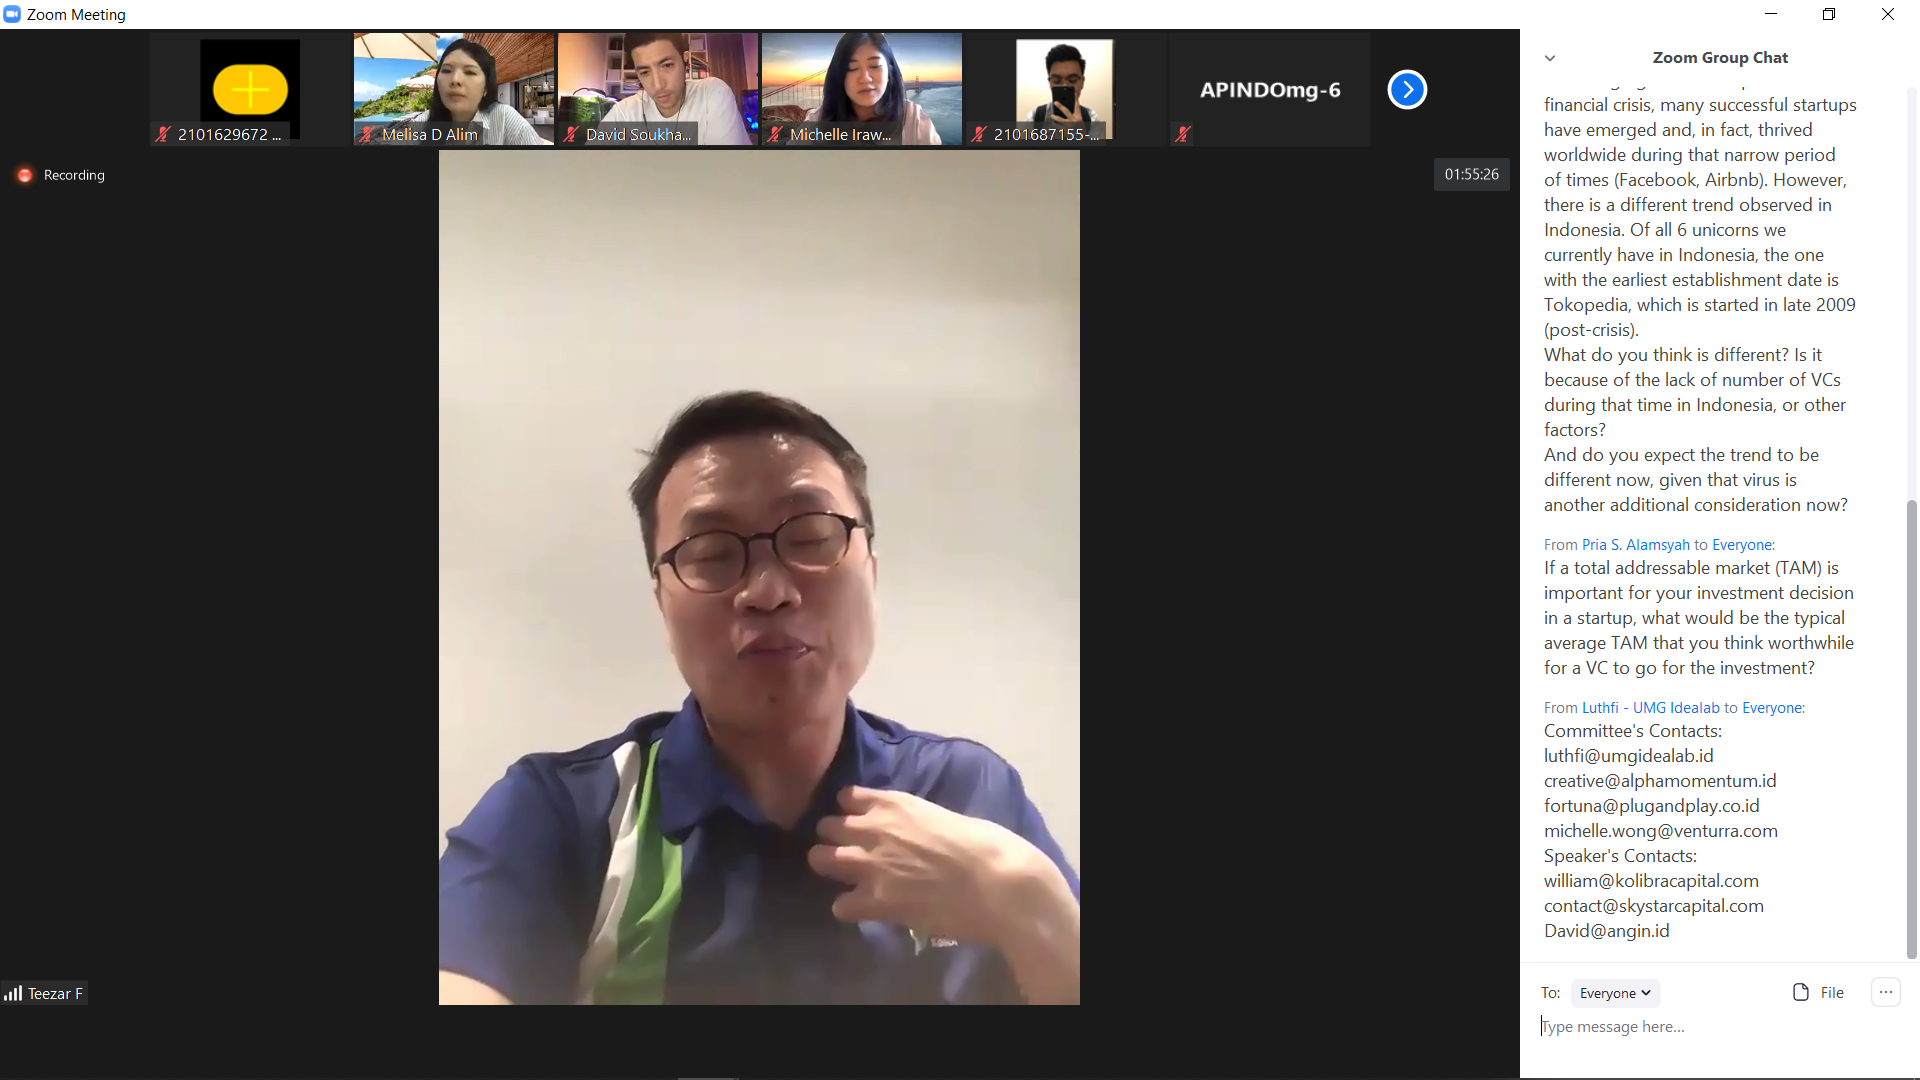 Zoom Meeting
2101629672 ...
Melisa D Alim
David Soukha...
Michelle Iraw...
2101687155-...
APINDOmg-6
Recording
01:55:26
Teezar F
Zoom Group Chat
financial crisis, many successful startups
have emerged and, in fact, thrived
worldwide during that narrow period
of times (Facebook, Airbnb). However,
there is a different trend observed in
Indonesia. Of all 6 unicorns we
currently have in Indonesia, the one
with the earliest establishment date is
Tokopedia, which is started in late 2009
(post-crisis).
What do you think is different? Is it
because of the lack of number of VCs
during that time in Indonesia, or other
factors?
And do you expect the trend to be
different now, given that virus is
another additional consideration now?
From Pria S. Alamsyah to Everyone:
If a total addressable market (TAM) is
important for your investment decision
in a startup, what would be the typical
average TAM that you think worthwhile
for a VC to go for the investment?
From Luthfi - UMG Idealab to Everyone:
Committee's Contacts:
luthfi@umgidealab.id
creative@alphamomentum.id
fortuna@plugandplay.co.id
michelle.wong@venturra.com
Speaker's Contacts:
william@kolibracapital.com
contact@skystarcapital.com
David@angin.id
To: Everyone
File
Type message here...